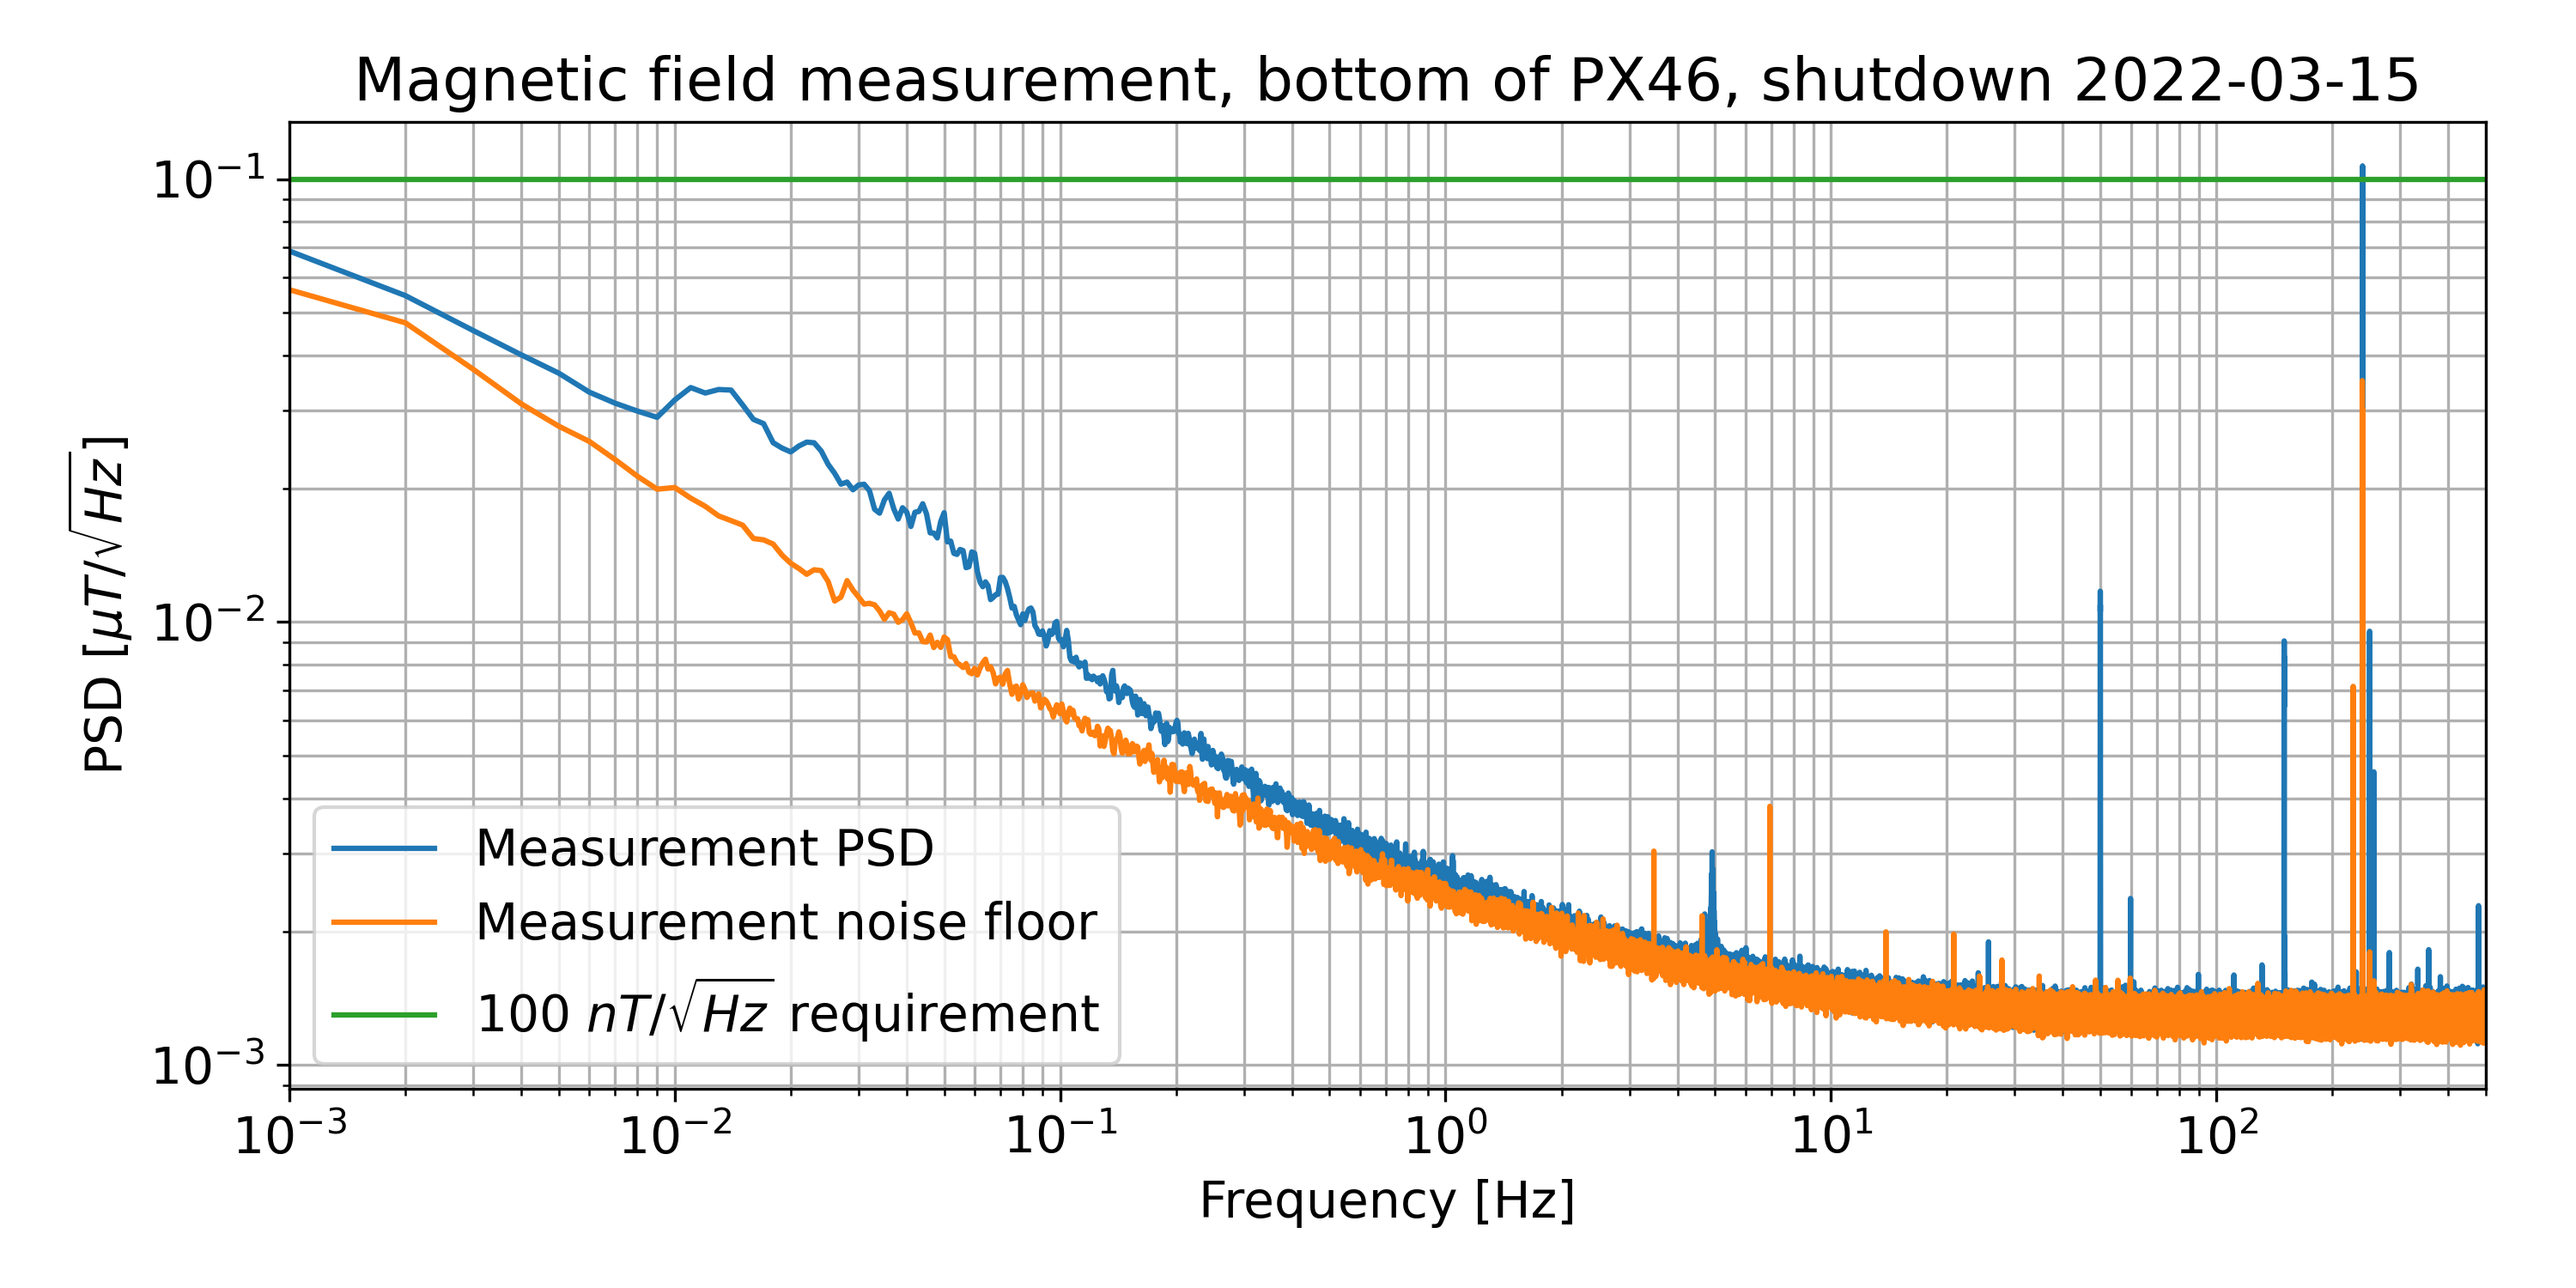 Magnetic field measurement, bottom of PX46, shutdown 2022-03-15
10⁻¹
10⁻²
10⁻³
PSD [μT/√Hz]
Measurement PSD
Measurement noise floor
100 nT/√Hz requirement
10⁻³ 10⁻² 10⁻¹ 10⁰ 10¹ 10²
Frequency [Hz]